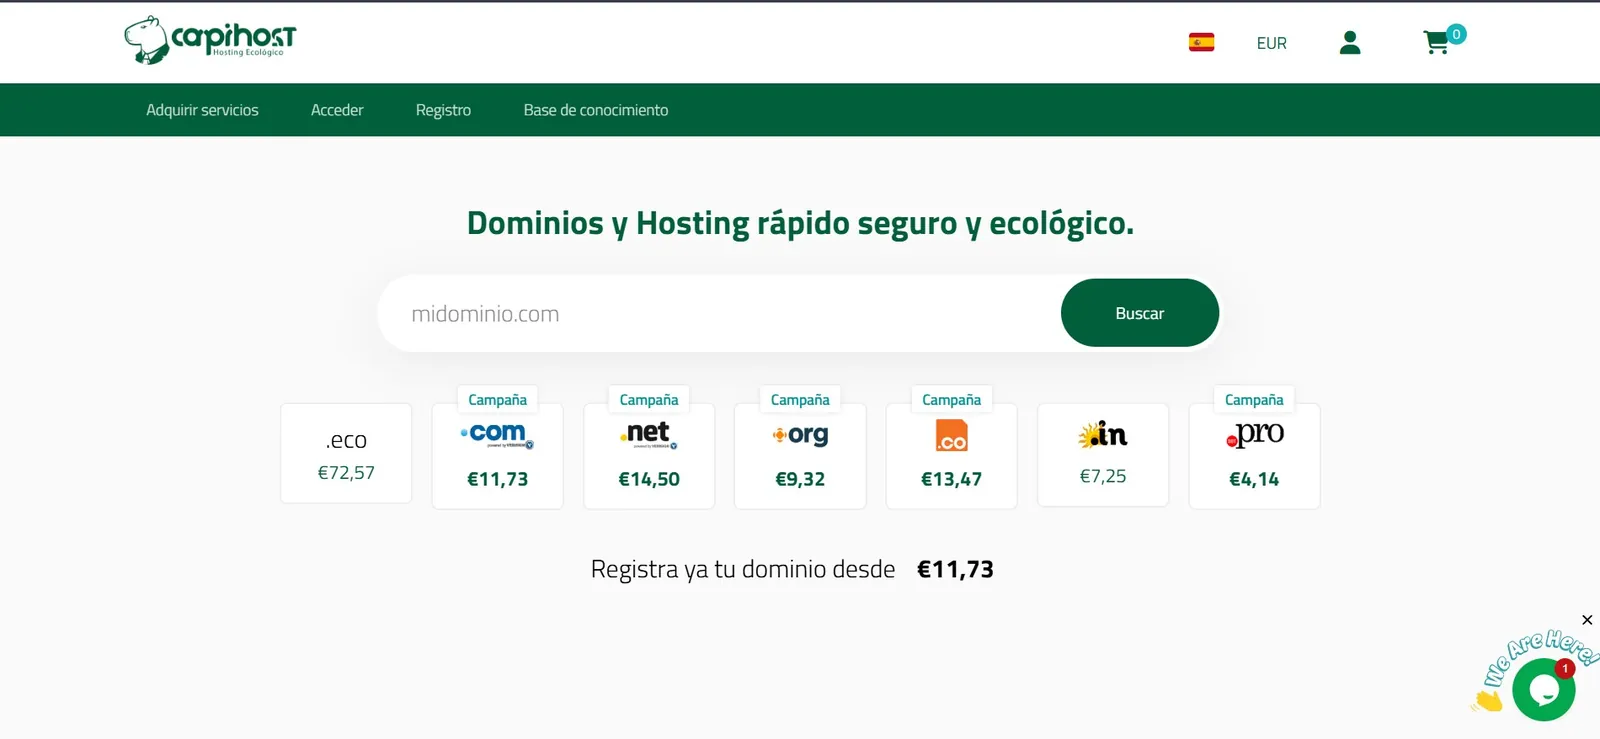 capihost
Hosting Ecológico
EUR
0
Adquirir servicios
Acceder
Registro
Base de conocimiento
Dominios y Hosting rápido seguro y ecológico.
midominio.com
Buscar
.eco
€72,57
Campaña
.com
€11,73
Campaña
.net
€14,50
Campaña
org
€9,32
Campaña
.co
€13,47
.in
€7,25
Campaña
pro
€4,14
Registra ya tu dominio desde €11,73
We Are Here!
1